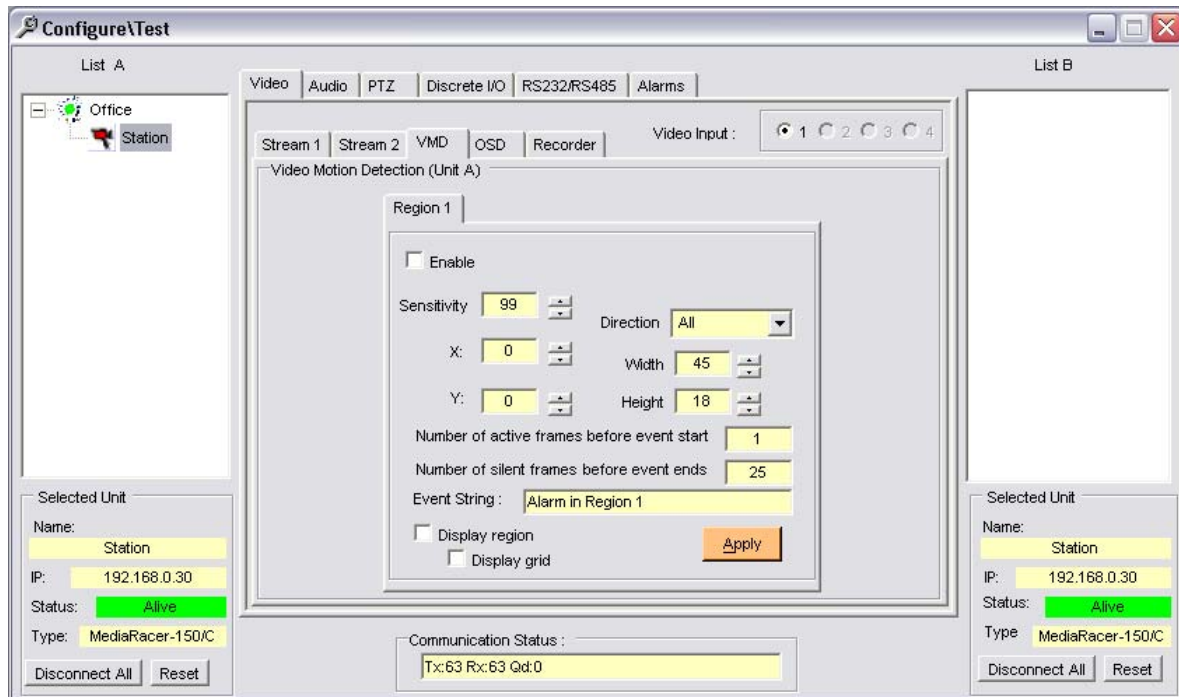 Configure\Test
List A
Office
Station
Video Audio PTZ Discrete I/O RS232/RS485 Alarms
Stream 1 Stream 2 VMD OSD Recorder
Video Input : 1 2 3 4
Video Motion Detection (Unit A)
Region 1
Enable
Sensitivity 99
Direction All
X: 0
Width 45
Y: 0
Height 18
Number of active frames before event start 1
Number of silent frames before event ends 25
Event String : Alarm in Region 1
Display region
Display grid
Apply
Selected Unit
Name:
Station
IP: 192.168.0.30
Status: Alive
Type: MediaRacer-150/C
Disconnect All Reset
Communication Status :
Tx:63 Rx:63 Qd:0
List B
Selected Unit
Name:
Station
IP: 192.168.0.30
Status: Alive
Type MediaRacer-150/C
Disconnect All Reset